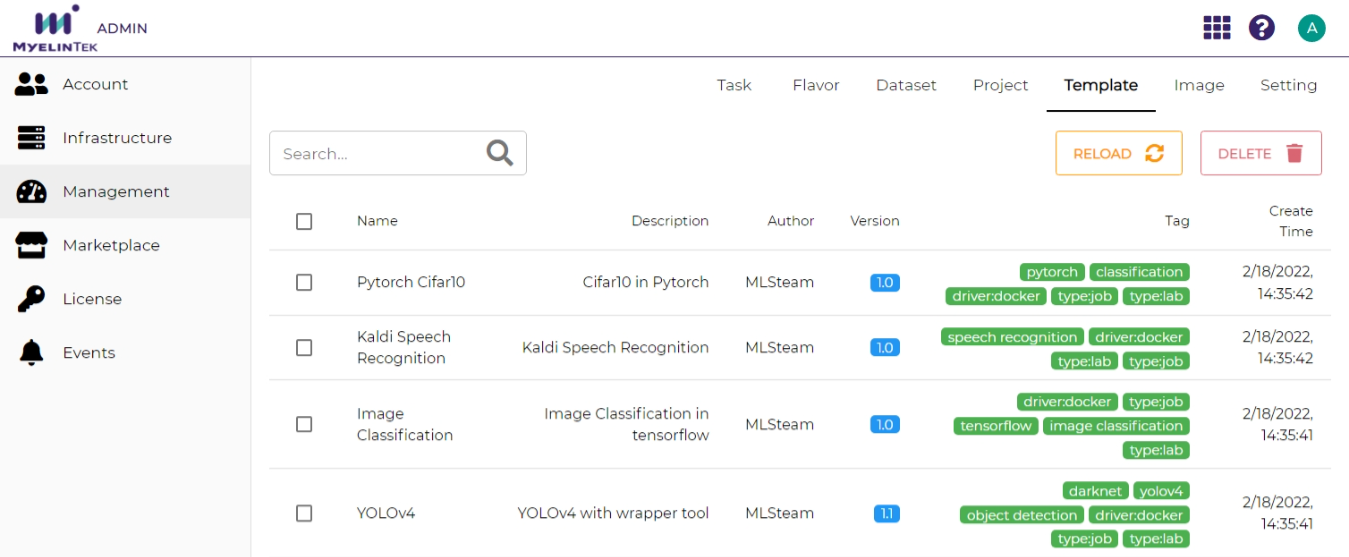 MYELINTEK
ADMIN
?
A
Account
Infrastructure
Management
Marketplace
License
Events
Task Flavor Dataset Project Template Image Setting
Search...
RELOAD
DELETE
Name Description Author Version Tag Create
Time
Pytorch Cifar10 Cifar10 in Pytorch MLSteam 1.0
pytorch classification
driver:docker type:job type:lab
2/18/2022,
14:35:42
Kaldi Speech
Recognition
Kaldi Speech Recognition MLSteam 1.0
speech recognition driver:docker
type:lab type:job
2/18/2022,
14:35:42
Image
Classification
Image Classification in
tensorflow
MLSteam 1.0
driver:docker type:job
tensorflow image classification
type:lab
2/18/2022,
14:35:41
YOLOv4 YOLOv4 with wrapper tool MLSteam 1.1
darknet yolov4
object detection driver:docker
type:job type:lab
2/18/2022,
14:35:41